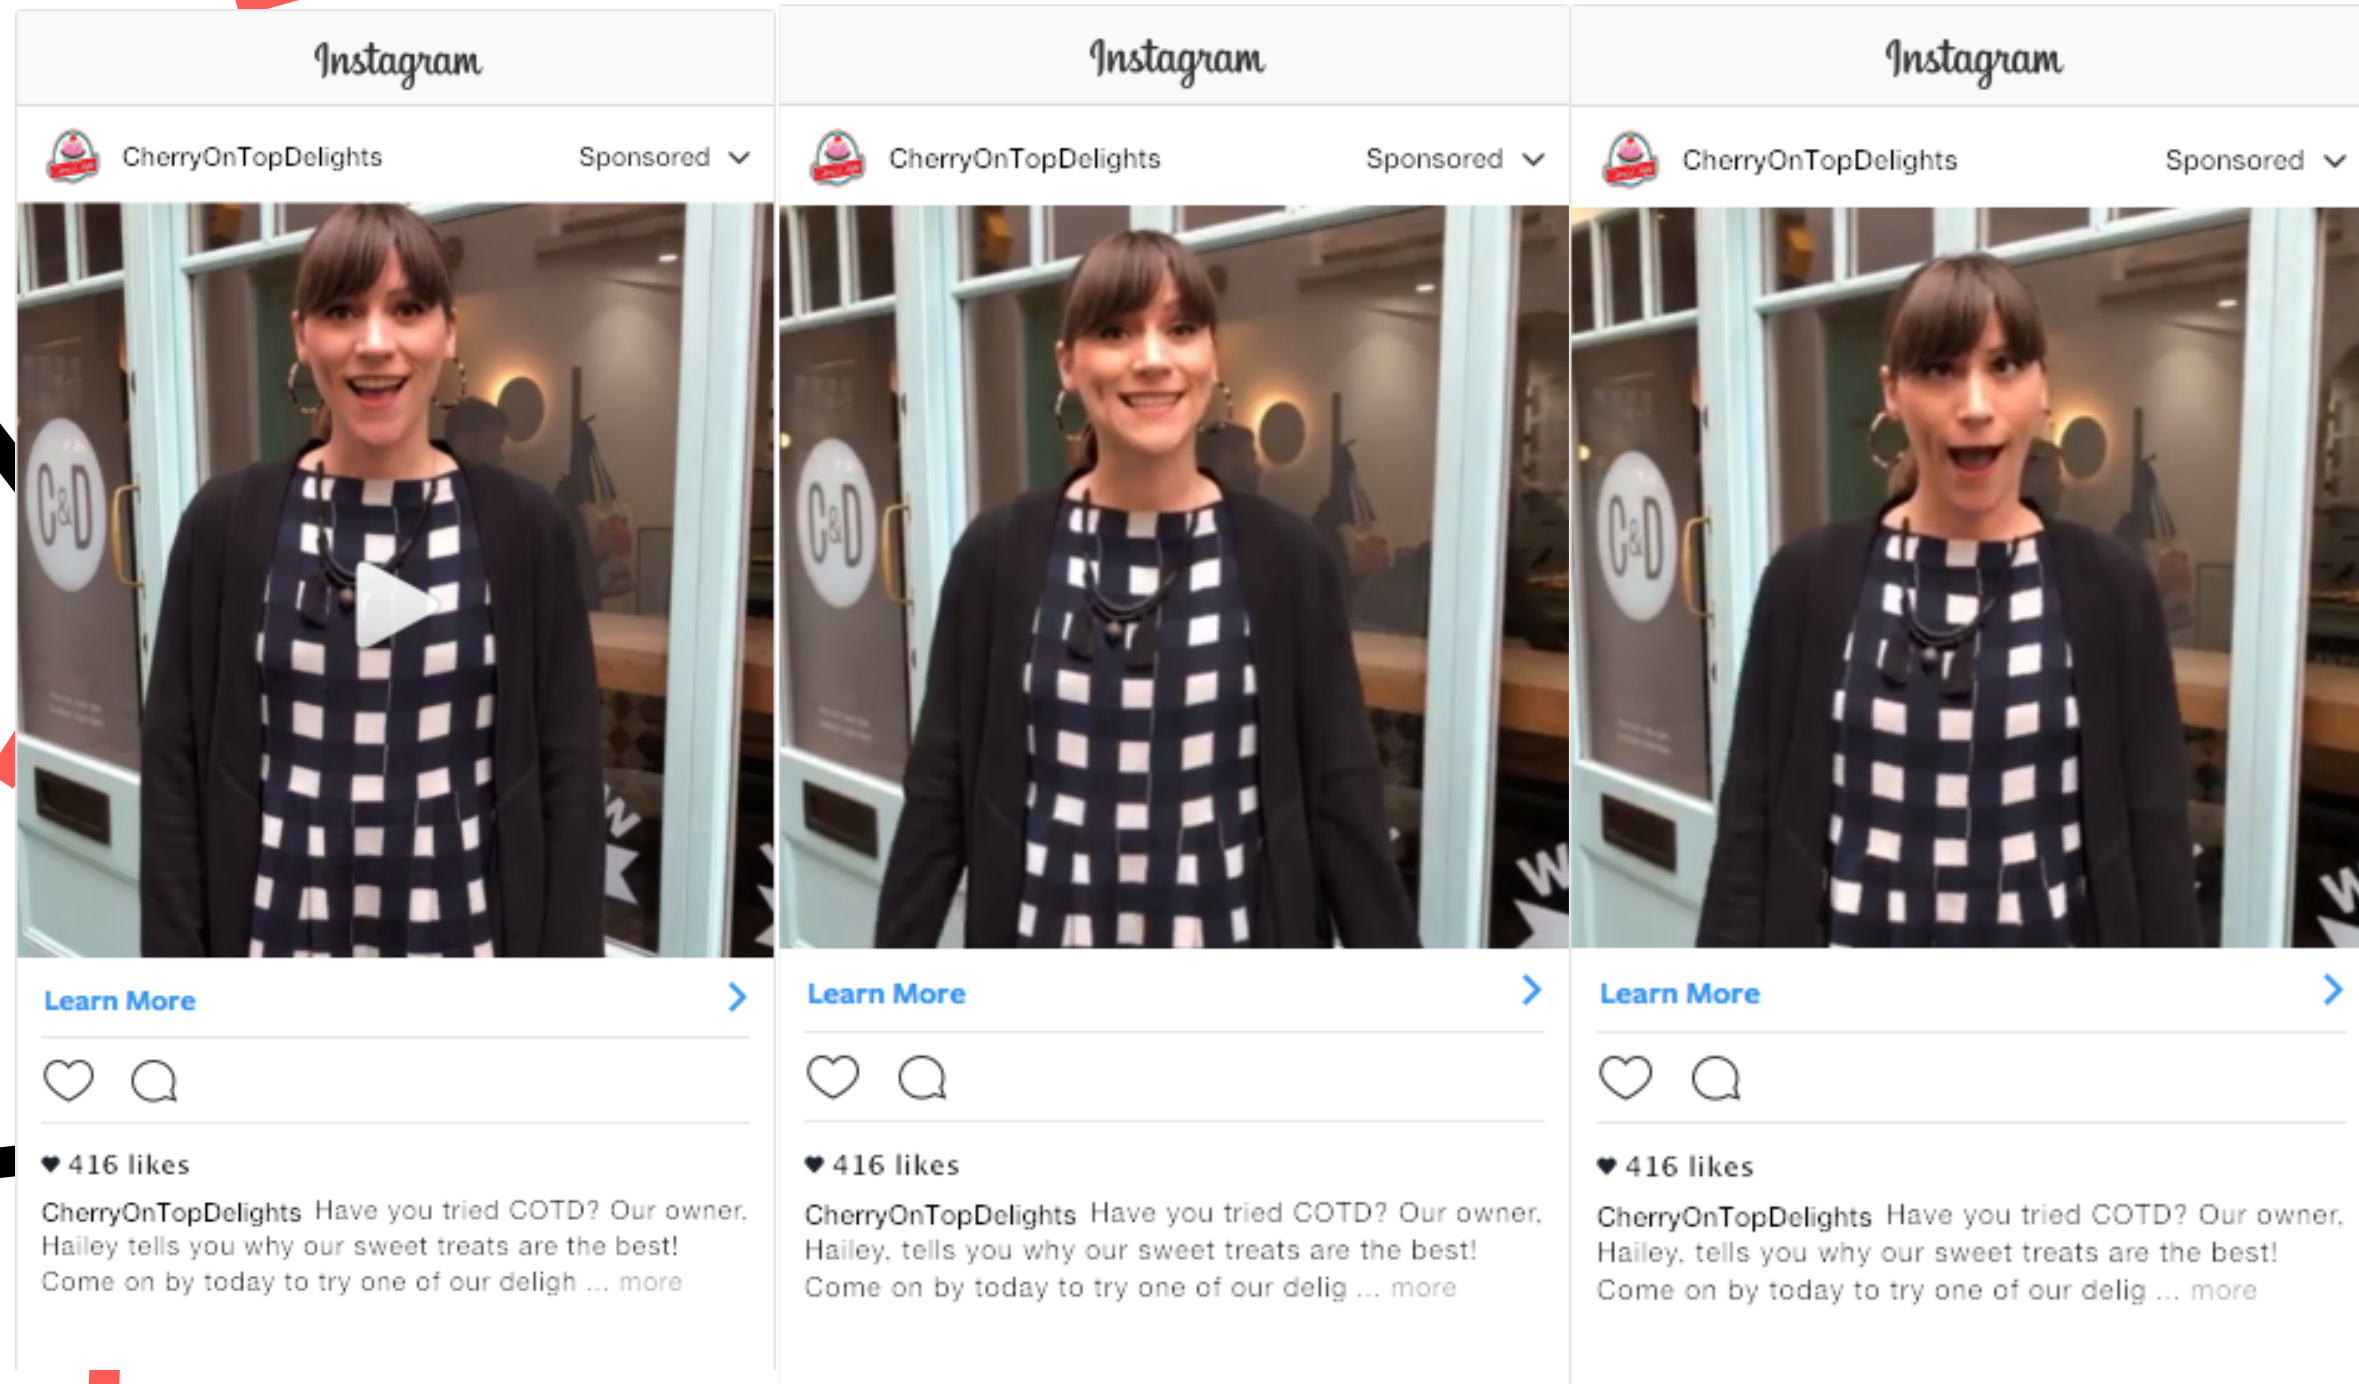 Instagram
CherryOnTopDelights Sponsored
C&D
W
Learn More
416 likes
CherryOnTopDelights Have you tried COTD? Our owner,
Hailey tells you why our sweet treats are the best!
Come on by today to try one of our deligh ... more
Instagram
CherryOnTopDelights Sponsored
C&D
W
Learn More
416 likes
CherryOnTopDelights Have you tried COTD? Our owner,
Hailey, tells you why our sweet treats are the best!
Come on by today to try one of our delig ... more
Instagram
CherryOnTopDelights Sponsored
C&D
W
Learn More
416 likes
CherryOnTopDelights Have you tried COTD? Our owner,
Hailey, tells you why our sweet treats are the best!
Come on by today to try one of our delig ... more